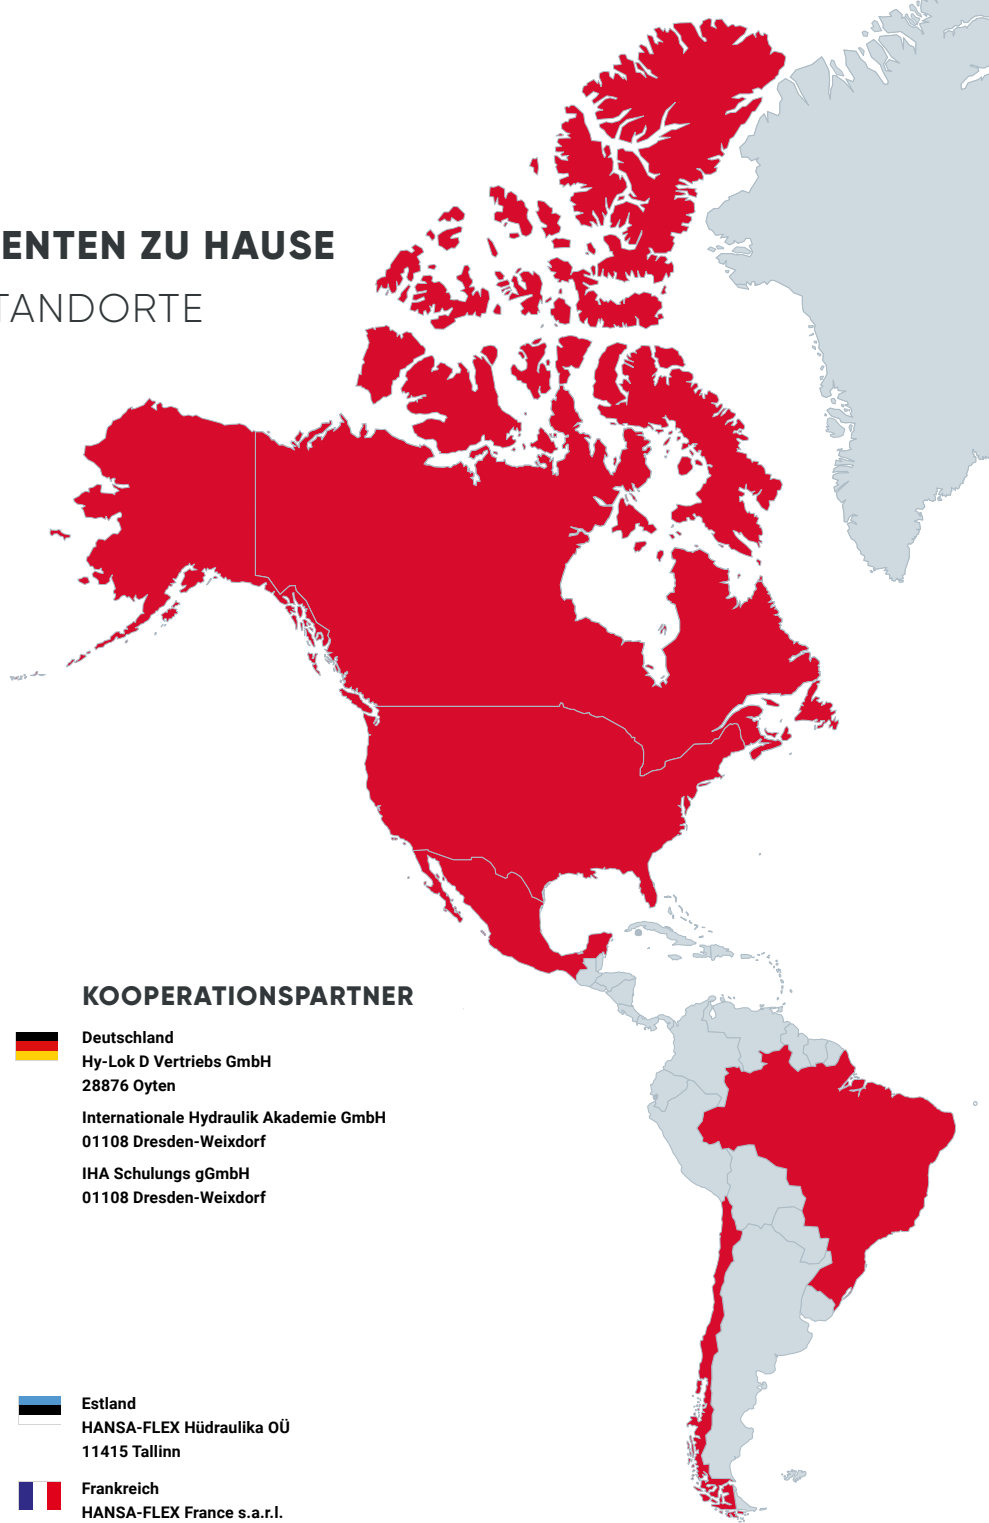 ENTEN ZU HAUSE
TANDORTE
KOOPERATIONSPARTNER
Deutschland
Hy-Lok D Vertriebs GmbH
28876 Oyten
Internationale Hydraulik Akademie GmbH
01108 Dresden-Weixdorf
IHA Schulungs gGmbH
01108 Dresden-Weixdorf
Estland
HANSA-FLEX Hüdraulika OÜ
11415 Tallinn
Frankreich
HANSA-FLEX France s.a.r.l.